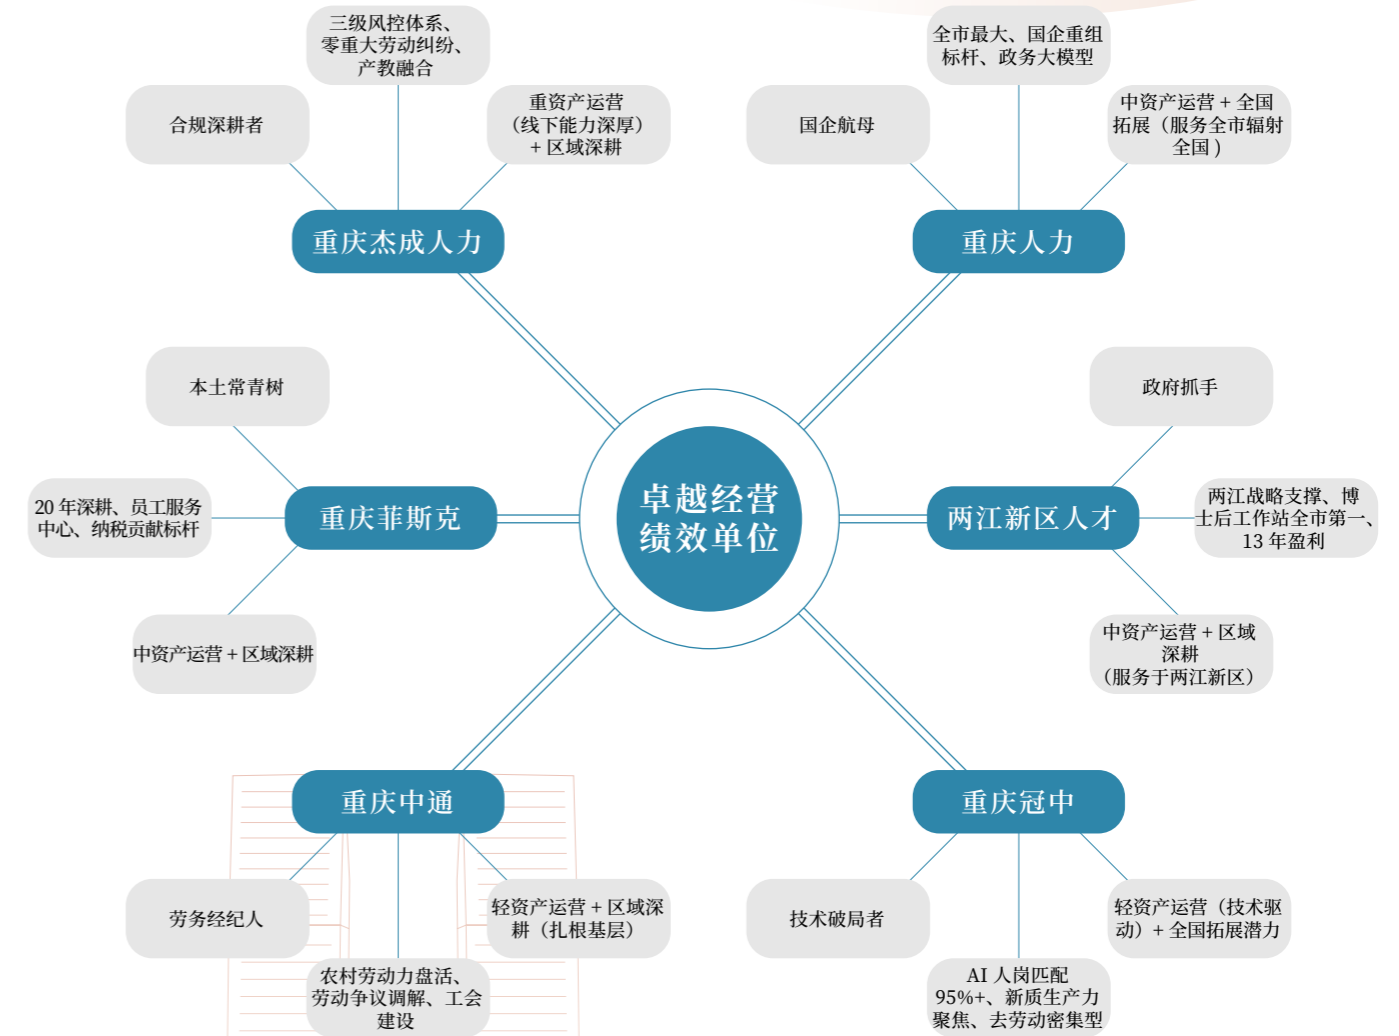 三级风控体系、
零重大劳动纠纷、
产教融合
合规深耕者
重资产运营
（线下能力深厚）
+ 区域深耕
重庆杰成人力
全市最大、国企重组
标杆、政务大模型
国企航母
中资产运营 + 全国
拓展（服务全市辐射
全国 )
重庆人力
本土常青树
20 年深耕、员工服务
中心、纳税贡献标杆
中资产运营 + 区域深耕
重庆菲斯克
卓越经营
绩效单位
两江新区人才
政府抓手
两江战略支撑、博
士后工作站全市第一、
13 年盈利
中资产运营 + 区域
深耕
（服务于两江新区）
重庆中通
劳务经纪人
农村劳动力盘活、
劳动争议调解、工会
建设
轻资产运营 + 区域深
耕（扎根基层）
重庆冠中
技术破局者
AI 人岗匹配
95%+、新质生产力
聚焦、去劳动密集型
轻资产运营（技术驱
动）+ 全国拓展潜力